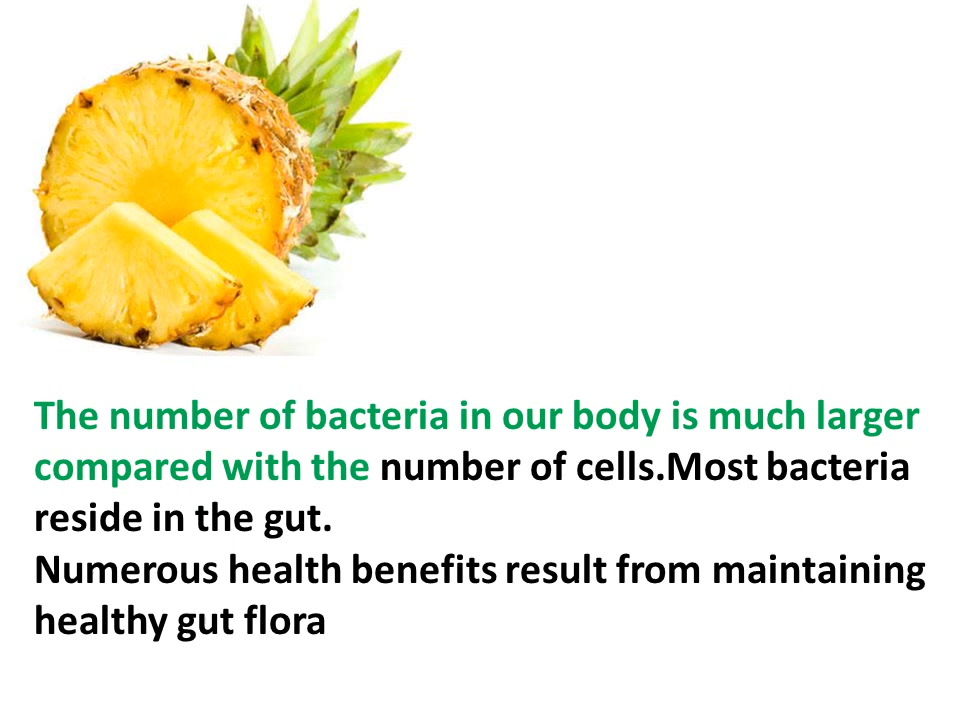 The number of bacteria in our body is much larger
compared with the number of cells.Most bacteria
reside in the gut.
Numerous health benefits result from maintaining
healthy gut flora